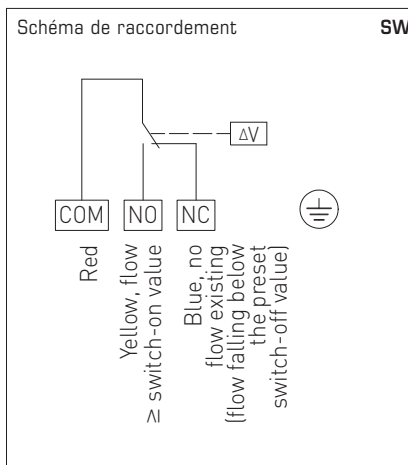 Schéma de raccordement
SW
ΔV
COM
NO
NC
Red
Yellow, flow
≥ switch-on value
Blue, no
flow existing
(flow falling below
the preset
switch-off value)